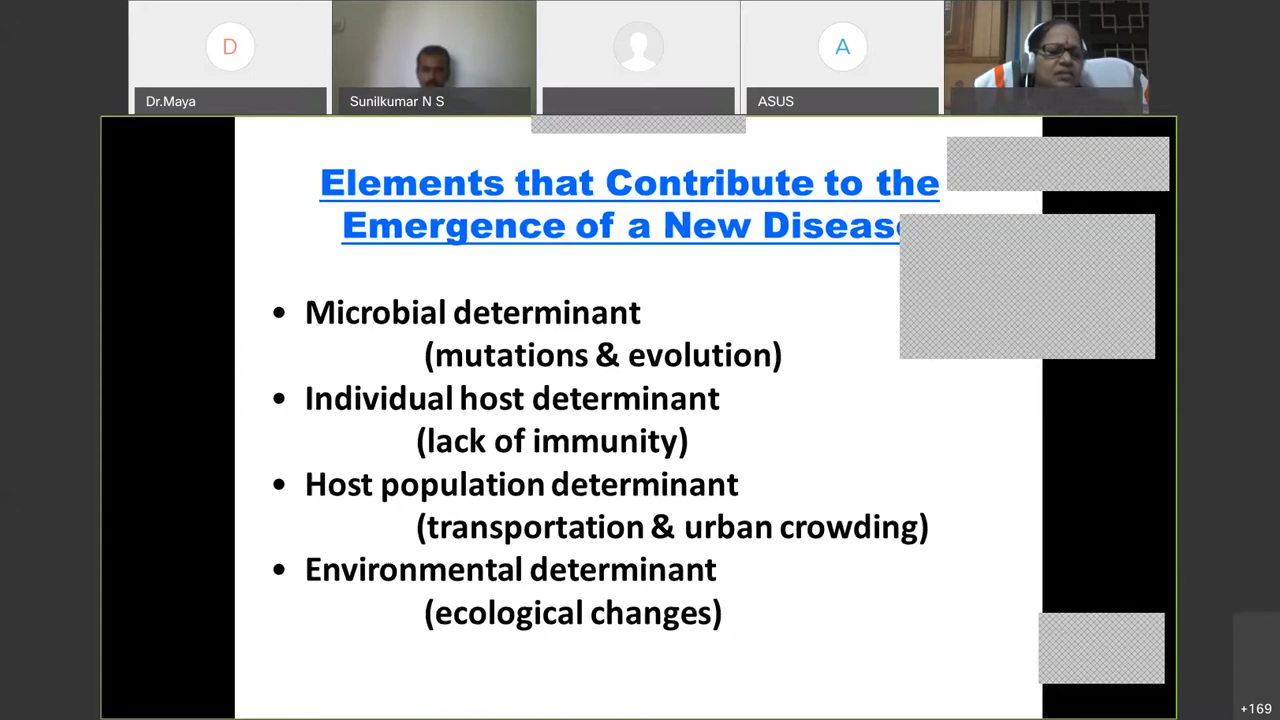 D
A
Dr.Maya
Sunilkumar N S
ASUS
Elements that Contribute to the
Emergence of a New
• Microbial determinant
(mutations & evolution)
• Individual host determinant
(lack of immunity)
• Host population determinant
(transportation & urban crowding)
• Environmental determinant
(ecological changes)
+169